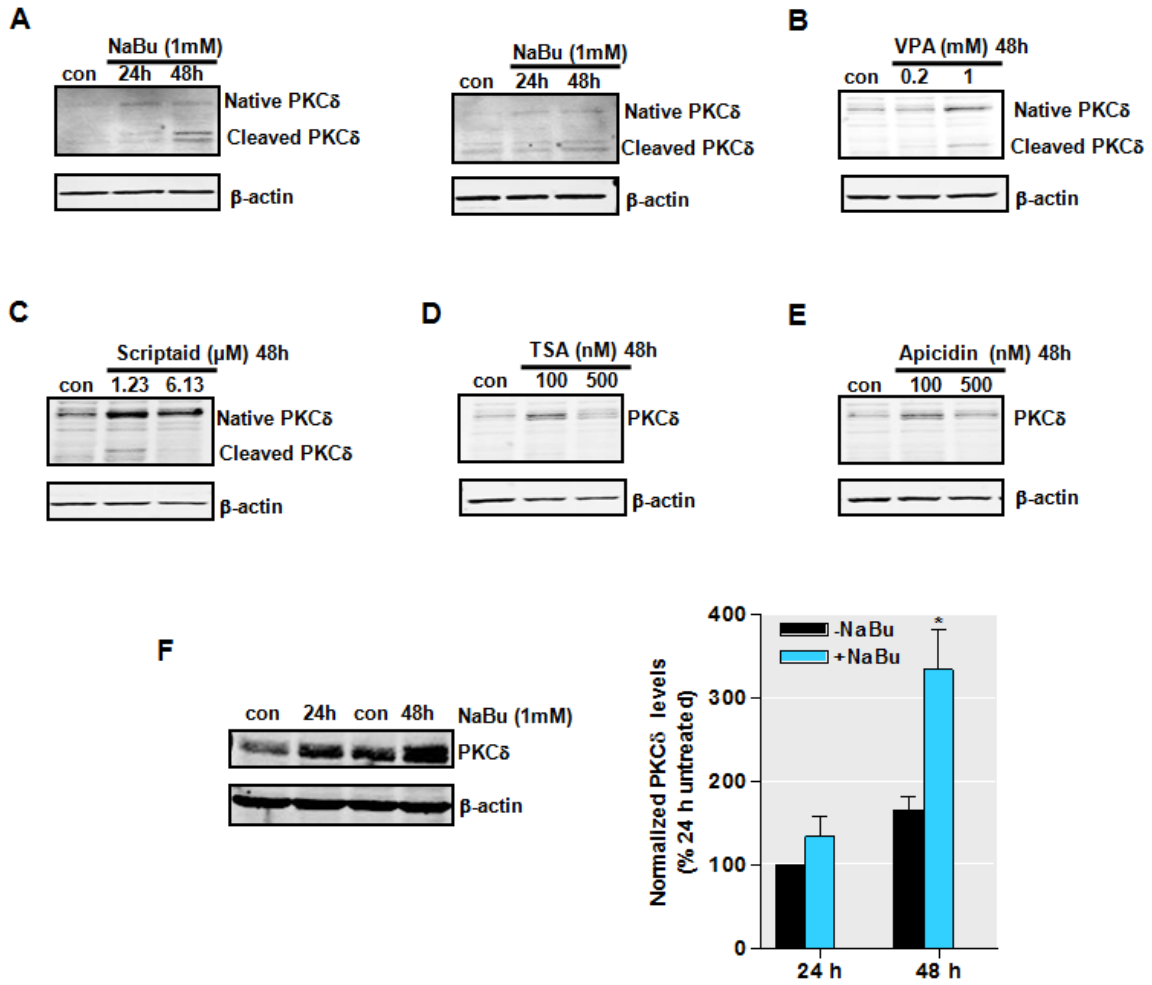 A
NaBu (1mM)
con 24h 48h
Native PKCδ
Cleaved PKCδ
β-actin
NaBu (1mM)
con 24h 48h
Native PKCδ
Cleaved PKCδ
β-actin
B
VPA (mM) 48h
con 0.2 1
Native PKCδ
Cleaved PKCδ
β-actin
C
Scriptaid (μM) 48h
con 1.23 6.13
Native PKCδ
Cleaved PKCδ
β-actin
D
TSA (nM) 48h
con 100 500
PKCδ
β-actin
E
Apicidin (nM) 48h
con 100 500
PKCδ
β-actin
F
con 24h con 48h NaBu (1mM)
PKCδ
β-actin
Normalized PKCδ levels
(% 24 h untreated)
400
300
200
100
0
-NaBu
+NaBu
*
24 h 48 h